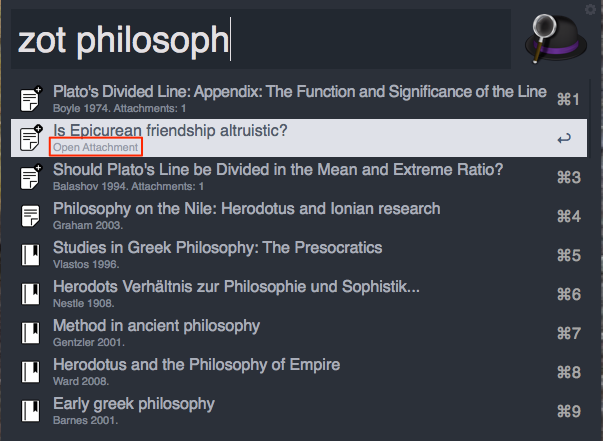 zot philosoph
Plato's Divided Line: Appendix: The Function and Significance of the Line
Boyle 1974. Attachments: 1
⌘1
Is Epicurean friendship altruistic?
Open Attachment
↩
Should Plato's Line be Divided in the Mean and Extreme Ratio?
Balashov 1994. Attachments: 1
⌘3
Philosophy on the Nile: Herodotus and Ionian research
Graham 2003.
⌘4
Studies in Greek Philosophy: The Presocratics
Vlastos 1996.
⌘5
Herodots Verhältnis zur Philosophie und Sophistik...
Nestle 1908.
⌘6
Method in ancient philosophy
Gentzler 2001.
⌘7
Herodotus and the Philosophy of Empire
Ward 2008.
⌘8
Early greek philosophy
Barnes 2001.
⌘9